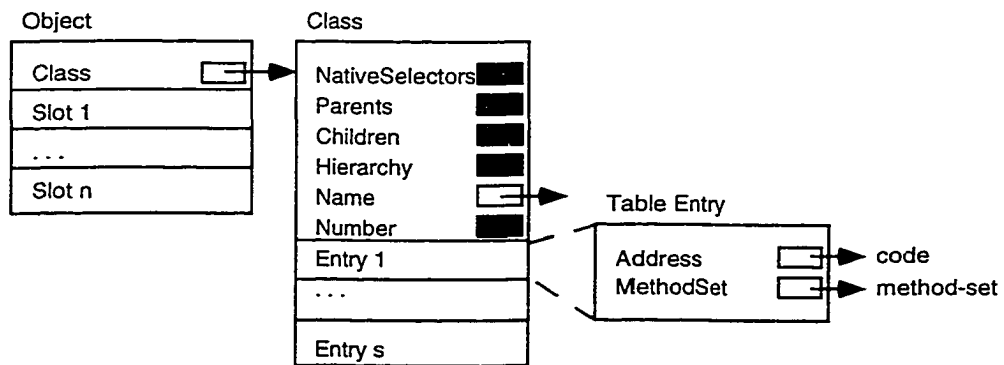 Object
Class
Slot 1
. . .
Slot n
Class
NativeSelectors
Parents
Children
Hierarchy
Name
Number
Entry 1
. . .
Entry s
Table Entry
Address
code
MethodSet
method-set